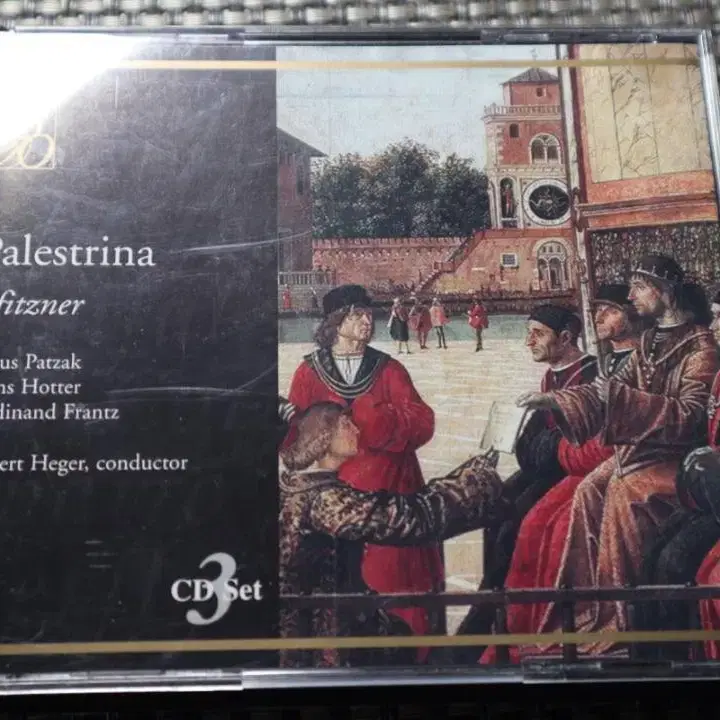 Palestrina
fitzner
us Patzak
ns Hotter
dinand Frantz
ert Heger, conductor
CD 3 Set